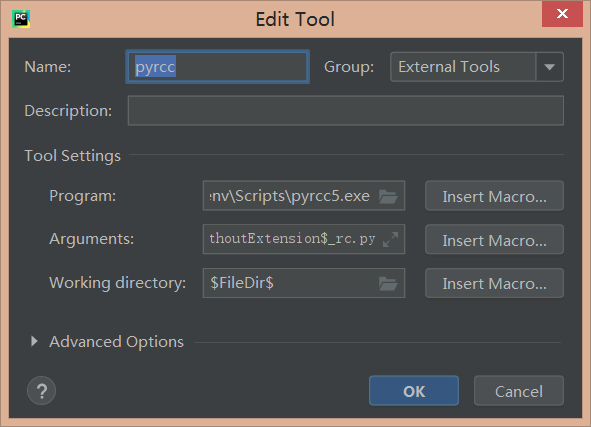 Edit Tool
Name: pyrcc Group: External Tools
Description:
Tool Settings
Program: nv\Scripts\pyrcc5.exe Insert Macro...
Arguments: thoutExtension$_rc.py Insert Macro...
Working directory: $FileDir$ Insert Macro...
Advanced Options
? OK Cancel